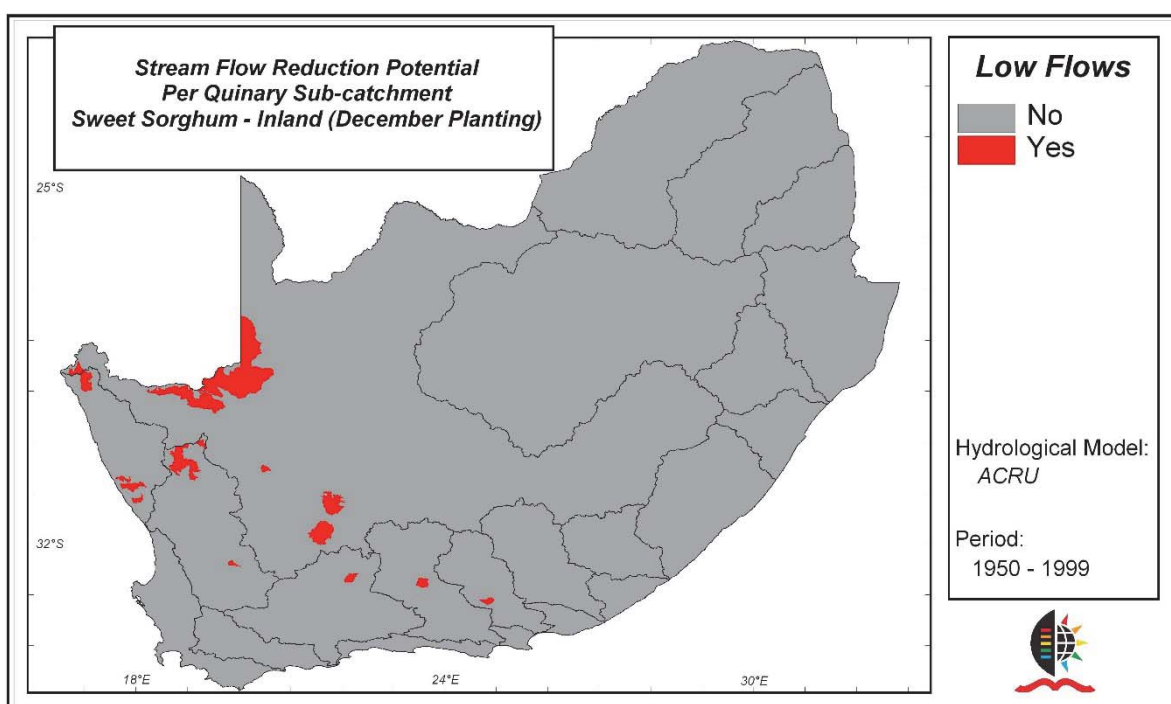 Stream Flow Reduction Potential
Per Quinary Sub-catchment
Sweet Sorghum - Inland (December Planting)
Low Flows
No
Yes
25°S
32°S
18°E
24°E
30°E
Hydrological Model:
ACRU
Period:
1950 - 1999